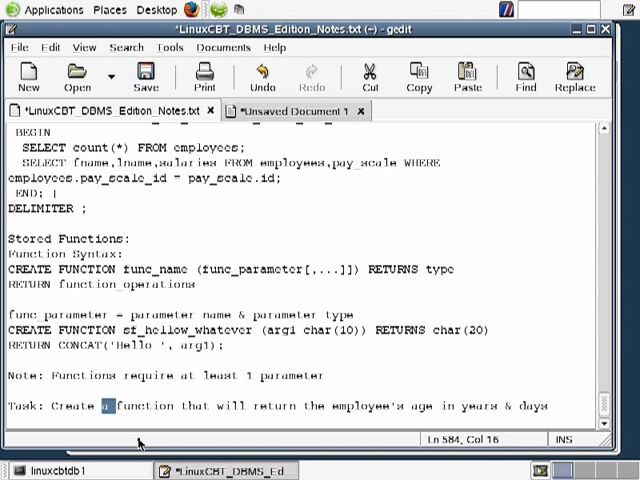 Applications Places Desktop
*LinuxCBT_DBMS_Edition_Notes.txt (~) - gedit
File Edit View Search Tools Documents Help
New Open Save Print Undo Redo Cut Copy Paste Find Replace
*LinuxCBT_DBMS_Edition_Notes.txt x *Unsaved Document 1 x
BEGIN
SELECT count(*) FROM employees;
SELECT fname,lname,salaries FROM employees,pay_scale WHERE
employees.pay_scale_id = pay_scale.id;
END; |
DELIMITER ;
Stored Functions:
Function Syntax:
CREATE FUNCTION func_name (func_parameter[,...]]) RETURNS type
RETURN function_operations
func_parameter = parameter name & parameter type
CREATE FUNCTION sf_hellow_whatever (arg1 char(10)) RETURNS char(20)
RETURN CONCAT('Hello ', arg1);
Note: Functions require at least 1 parameter
Task: Create a function that will return the employee's age in years & days
Ln 584, Col 16 INS
linuxcbtdb1 *LinuxCBT_DBMS_Ed